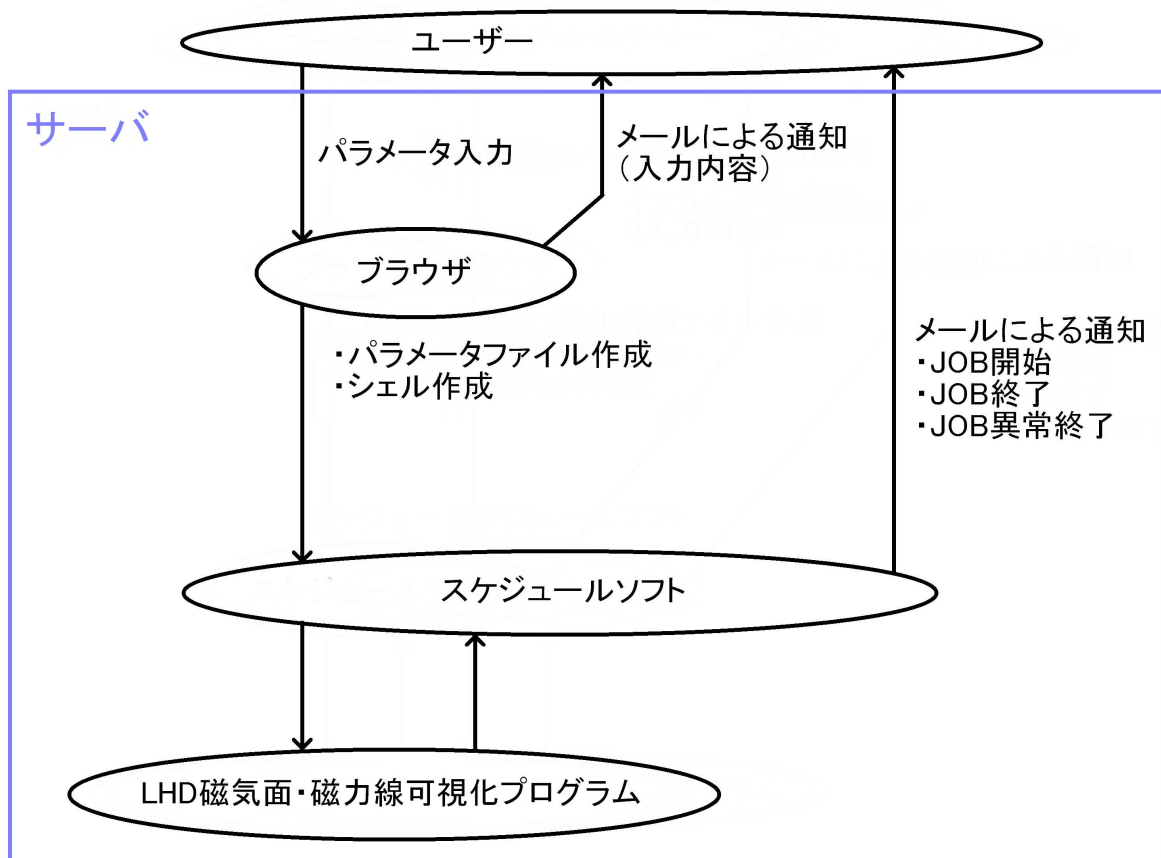 ユーザー
サーバ
パラメータ入力
メールによる通知
(入力内容)
ブラウザ
・パラメータファイル作成
・シェル作成
メールによる通知
・JOB開始
・JOB終了
・JOB異常終了
スケジュールソフト
LHD磁気面・磁力線可視化プログラム